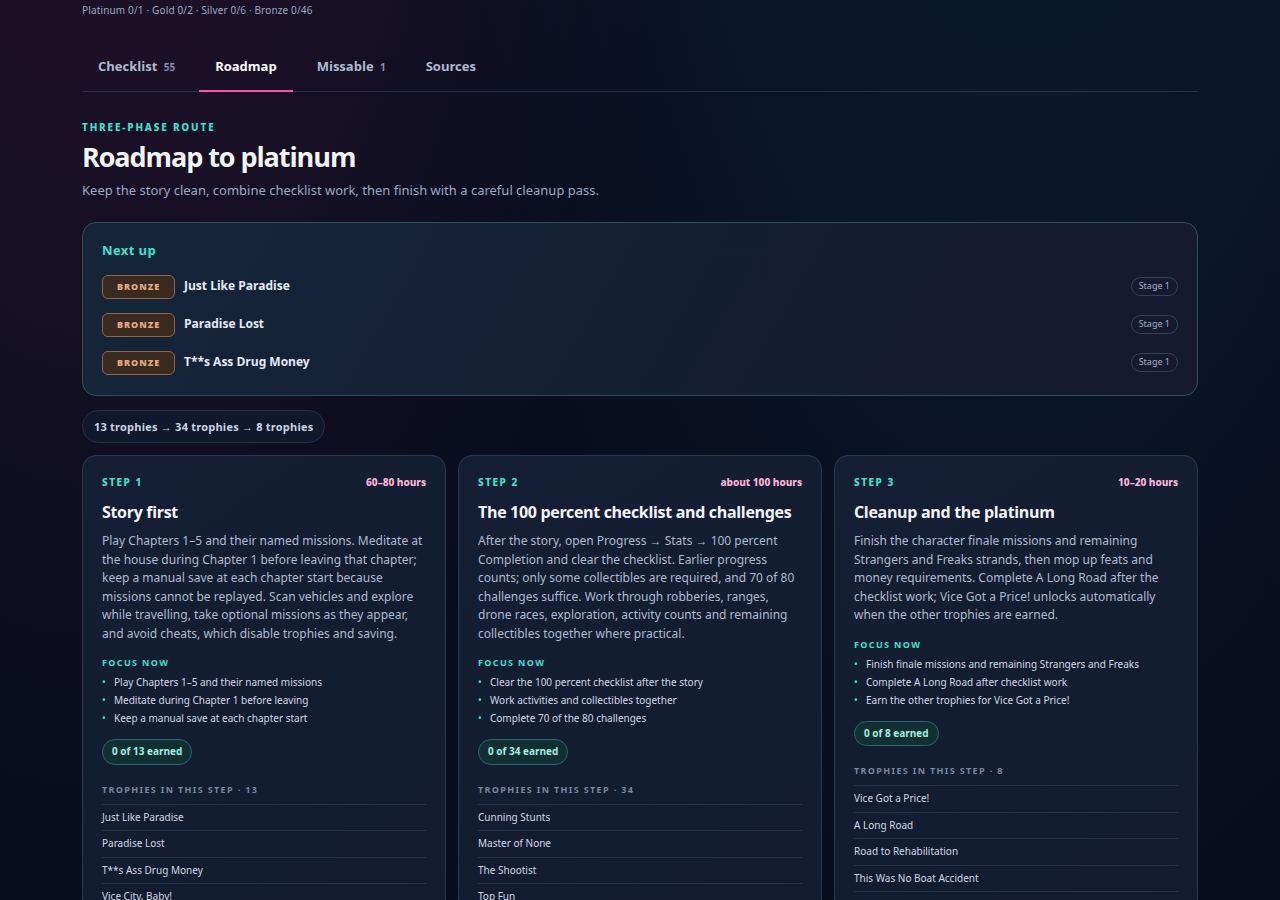 Platinum 0/1 · Gold 0/2 · Silver 0/6 · Bronze 0/46
Checklist 55
Roadmap
Missable 1
Sources
THREE-PHASE ROUTE
Roadmap to platinum
Keep the story clean, combine checklist work, then finish with a careful cleanup pass.
Next up
BRONZE Just Like Paradise Stage 1
BRONZE Paradise Lost Stage 1
BRONZE T**s Ass Drug Money Stage 1
13 trophies → 34 trophies → 8 trophies
STEP 1 60–80 hours
Story first
Play Chapters 1–5 and their named missions. Meditate at
the house during Chapter 1 before leaving that chapter;
keep a manual save at each chapter start because
missions cannot be replayed. Scan vehicles and explore
while travelling, take optional missions as they appear,
and avoid cheats, which disable trophies and saving.
FOCUS NOW
• Play Chapters 1–5 and their named missions
• Meditate during Chapter 1 before leaving
• Keep a manual save at each chapter start
0 of 13 earned
TROPHIES IN THIS STEP · 13
Just Like Paradise
Paradise Lost
T**s Ass Drug Money
Vice City, Baby!
STEP 2 about 100 hours
The 100 percent checklist and challenges
After the story, open Progress → Stats → 100 percent
Completion and clear the checklist. Earlier progress
counts; only some collectibles are required, and 70 of 80
challenges suffice. Work through robberies, ranges,
drone races, exploration, activity counts and remaining
collectibles together where practical.
FOCUS NOW
• Clear the 100 percent checklist after the story
• Work activities and collectibles together
• Complete 70 of the 80 challenges
0 of 34 earned
TROPHIES IN THIS STEP · 34
Cunning Stunts
Master of None
The Shootist
Top Fun
STEP 3 10–20 hours
Cleanup and the platinum
Finish the character finale missions and remaining
Strangers and Freaks strands, then mop up feats and
money requirements. Complete A Long Road after the
checklist work; Vice Got a Price! unlocks automatically
when the other trophies are earned.
FOCUS NOW
• Finish finale missions and remaining Strangers and Freaks
• Complete A Long Road after checklist work
• Earn the other trophies for Vice Got a Price!
0 of 8 earned
TROPHIES IN THIS STEP · 8
Vice Got a Price!
A Long Road
Road to Rehabilitation
This Was No Boat Accident